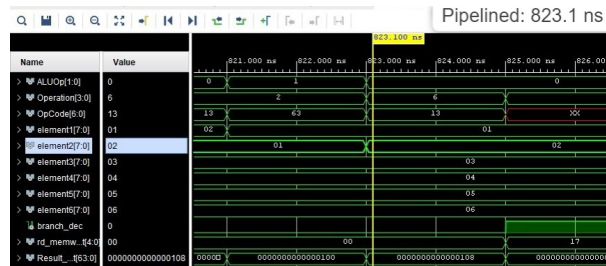 Pipelined: 823.1 ns
823.100 ns
Name Value 821.000 ns 822.000 ns 823.000 ns 824.000 ns 825.000 ns 826.00
ALUOp[1:0] 0 0 1 0
Operation[3:0] 6 2 6
OpCode[6:0] 13 13 63 13 XX
element1[7:0] 01 02 01
element2[7:0] 02 01 02
element3[7:0] 03 03
element4[7:0] 04 04
element5[7:0] 05 05
element6[7:0] 06 06
branch_dec 0
rd_memw...t[4:0] 00 00 17
Result_...t[63:0] 0000000000000108 0000 0000000000000100 0000000000000108 000000000000